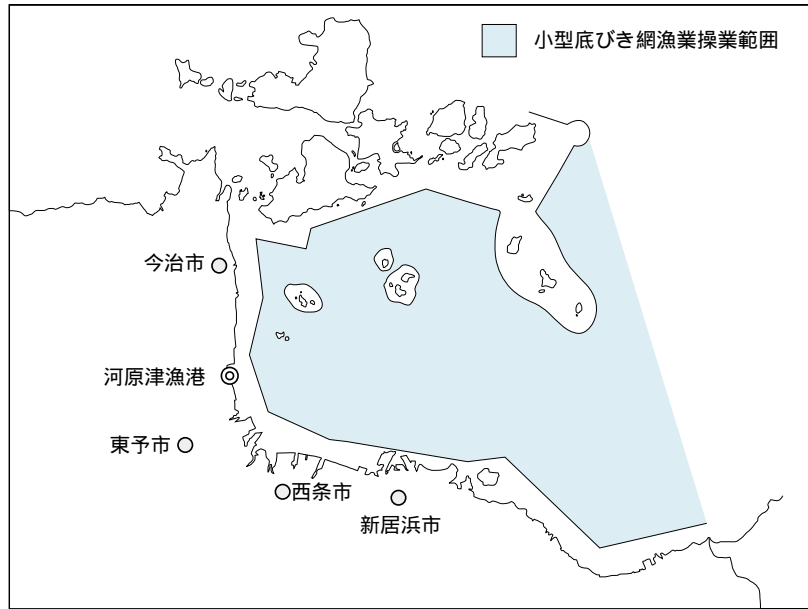 小型底びき網漁業操業範囲
今治市
河原津漁港
東予市
西条市
新居浜市